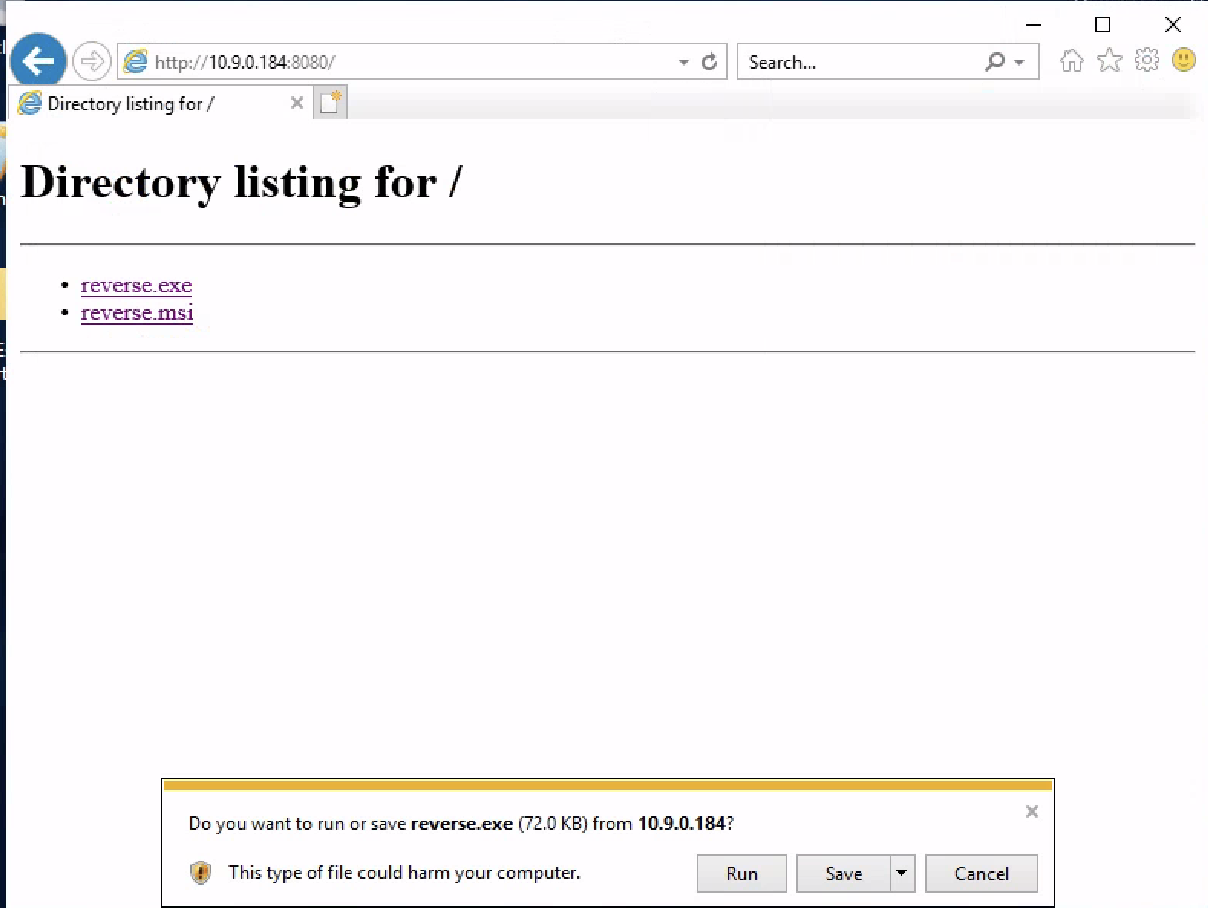 http://10.9.0.184:8080/
Search...
Directory listing for /
Directory listing for /
reverse.exe
reverse.msi
Do you want to run or save reverse.exe (72.0 KB) from 10.9.0.184?
This type of file could harm your computer.
Run
Save
Cancel